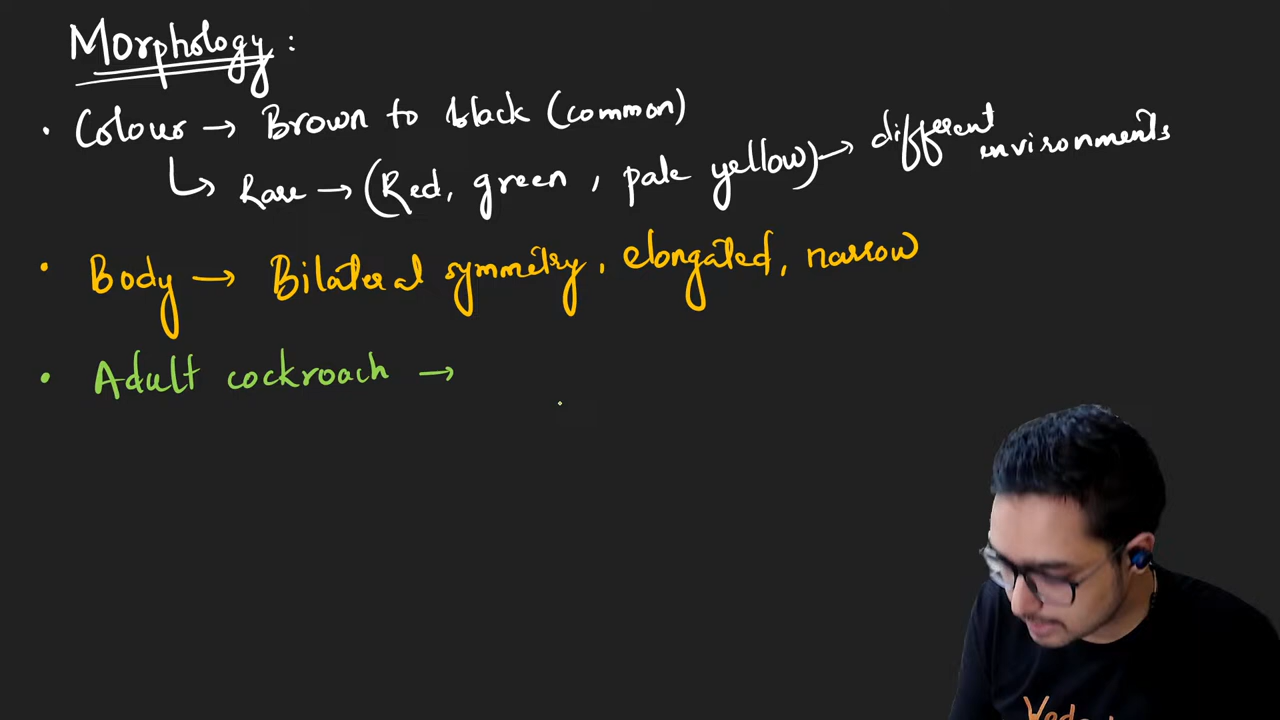 Morphology :
• Colour → Brown to black (common)
↳ Rare → (Red, green, pale yellow) → different environments
• Body → Bilateral symmetry, elongated, narrow
• Adult cockroach →